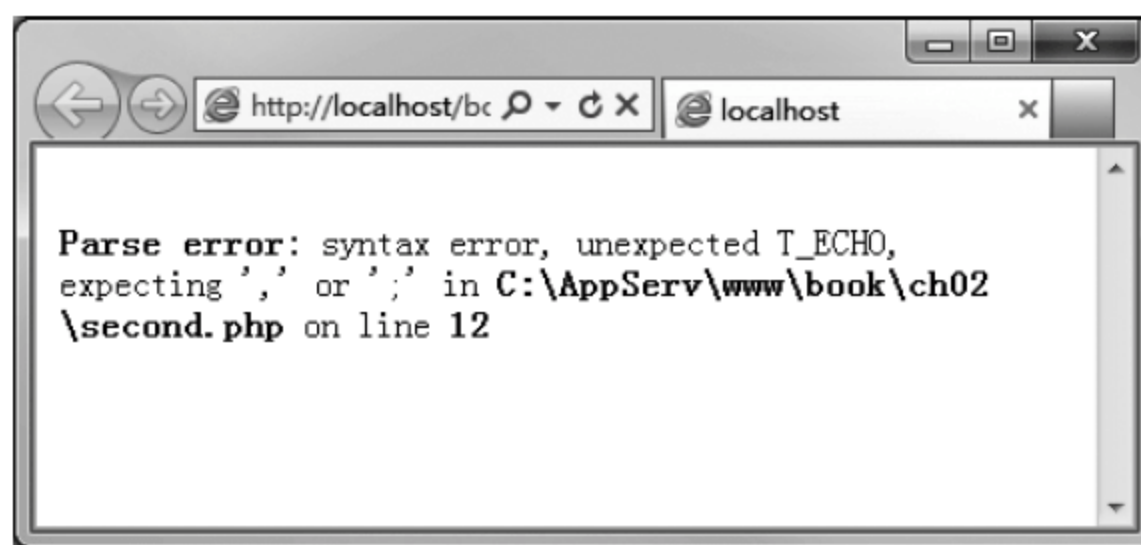 http://localhost/bc
localhost
Parse error: syntax error, unexpected T_ECHO,
expecting ',' or ';' in C:\AppServ\www\book\ch02
\second.php on line 12